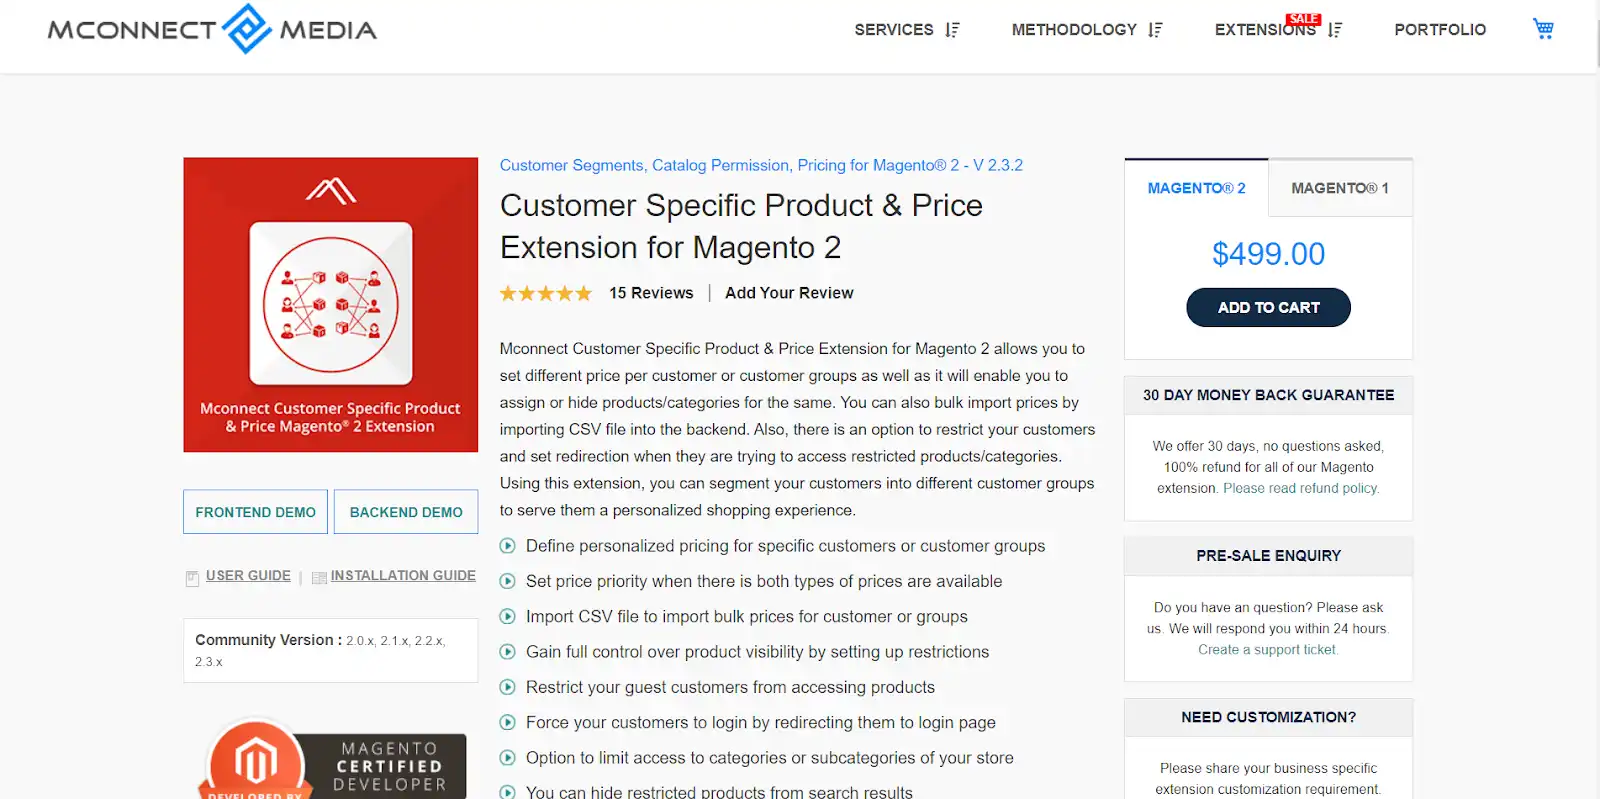 MCONNECT MEDIA
SERVICES
METHODOLOGY
EXTENSIONS
SALE
PORTFOLIO
Mconnect Customer Specific Product
& Price Magento® 2 Extension
FRONTEND DEMO
BACKEND DEMO
USER GUIDE | INSTALLATION GUIDE
Community Version : 2.0.x, 2.1.x, 2.2.x,
2.3.x
MAGENTO
CERTIFIED
DEVELOPER
DEVELOPED BY
Customer Segments, Catalog Permission, Pricing for Magento® 2 - V 2.3.2
Customer Specific Product & Price
Extension for Magento 2
15 Reviews | Add Your Review
Mconnect Customer Specific Product & Price Extension for Magento 2 allows you to
set different price per customer or customer groups as well as it will enable you to
assign or hide products/categories for the same. You can also bulk import prices by
importing CSV file into the backend. Also, there is an option to restrict your customers
and set redirection when they are trying to access restricted products/categories.
Using this extension, you can segment your customers into different customer groups
to serve them a personalized shopping experience.
Define personalized pricing for specific customers or customer groups
Set price priority when there is both types of prices are available
Import CSV file to import bulk prices for customer or groups
Gain full control over product visibility by setting up restrictions
Restrict your guest customers from accessing products
Force your customers to login by redirecting them to login page
Option to limit access to categories or subcategories of your store
You can hide restricted products from search results
MAGENTO® 2
MAGENTO® 1
$499.00
ADD TO CART
30 DAY MONEY BACK GUARANTEE
We offer 30 days, no questions asked,
100% refund for all of our Magento
extension. Please read refund policy.
PRE-SALE ENQUIRY
Do you have an question? Please ask
us. We will respond you within 24 hours.
Create a support ticket.
NEED CUSTOMIZATION?
Please share your business specific
extension customization requirement.